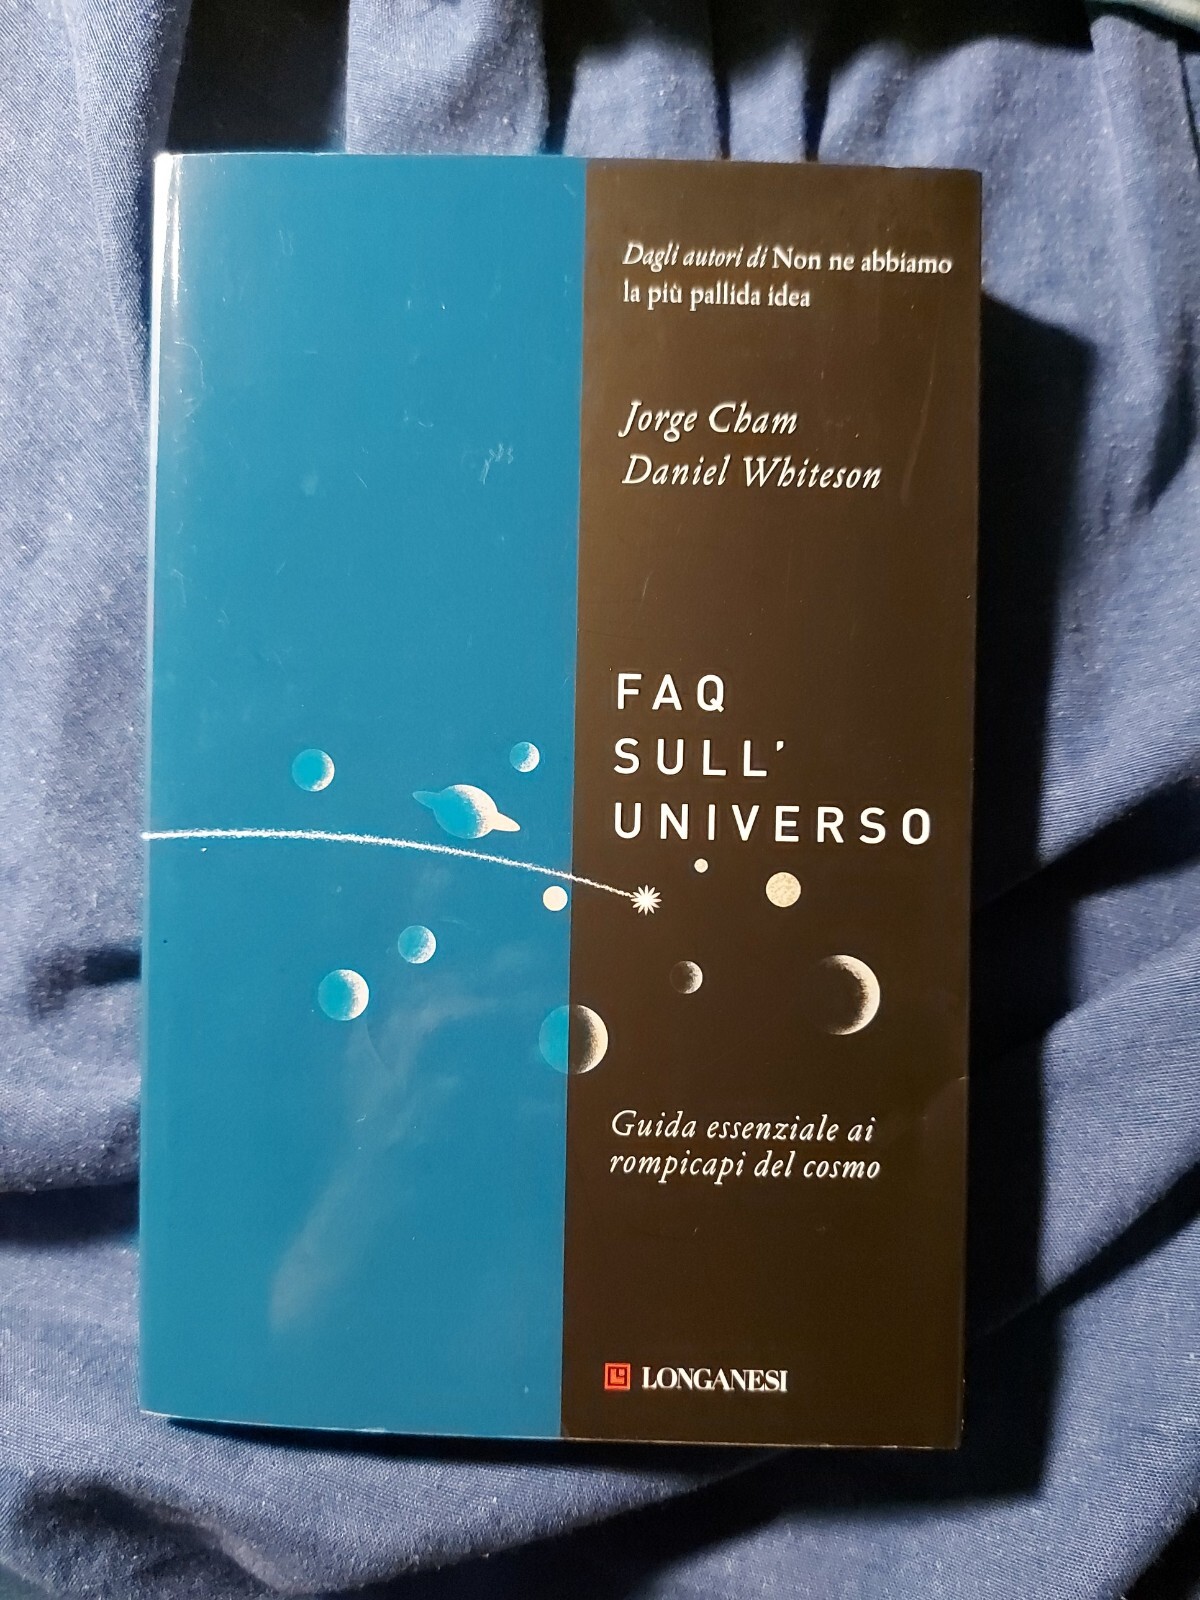 Dagli autori di Non ne abbiamo
la più pallida idea
Jorge Cham
Daniel Whiteson
FAQ
SULL'
UNIVERSO
Guida essenziale ai
rompicapi del cosmo
LONGANESI